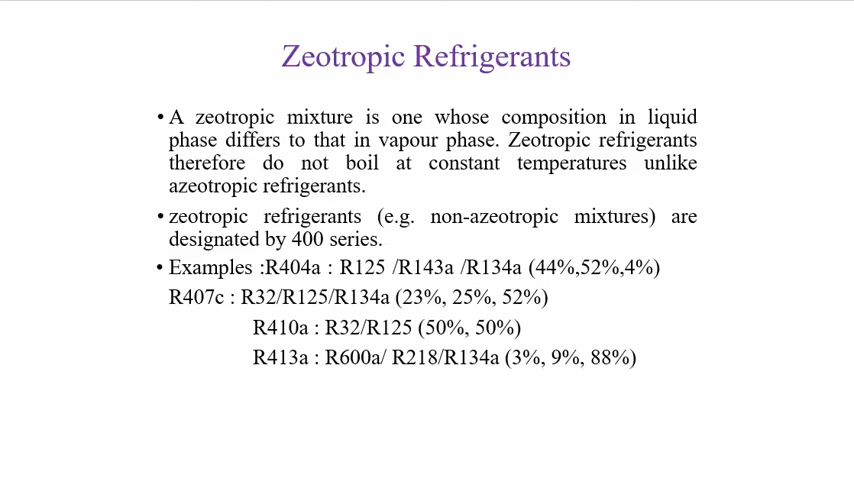 Zeotropic Refrigerants
• A zeotropic mixture is one whose composition in liquid
phase differs to that in vapour phase. Zeotropic refrigerants
therefore do not boil at constant temperatures unlike
azeotropic refrigerants.
• zeotropic refrigerants (e.g. non-azeotropic mixtures) are
designated by 400 series.
• Examples :R404a : R125 /R143a /R134a (44%,52%,4%)
R407c : R32/R125/R134a (23%, 25%, 52%)
R410a : R32/R125 (50%, 50%)
R413a : R600a/ R218/R134a (3%, 9%, 88%)